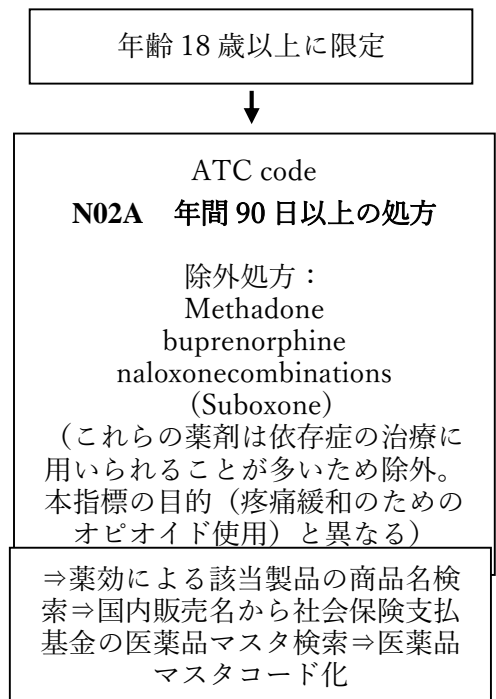 年齢 18 歳以上に限定
ATC code
N02A 年間 90 日以上の処方
除外処方：
Methadone
buprenorphine
naloxonecombinations
（Suboxone）
（これらの薬剤は依存症の治療に
用いられることが多いため除外。
本指標の目的（疼痛緩和のための
オピオイド使用）と異なる）
⇒薬効による該当製品の商品名検
索⇒国内販売名から社会保険支払
基金の医薬品マスタ検索⇒医薬品
マスタコード化